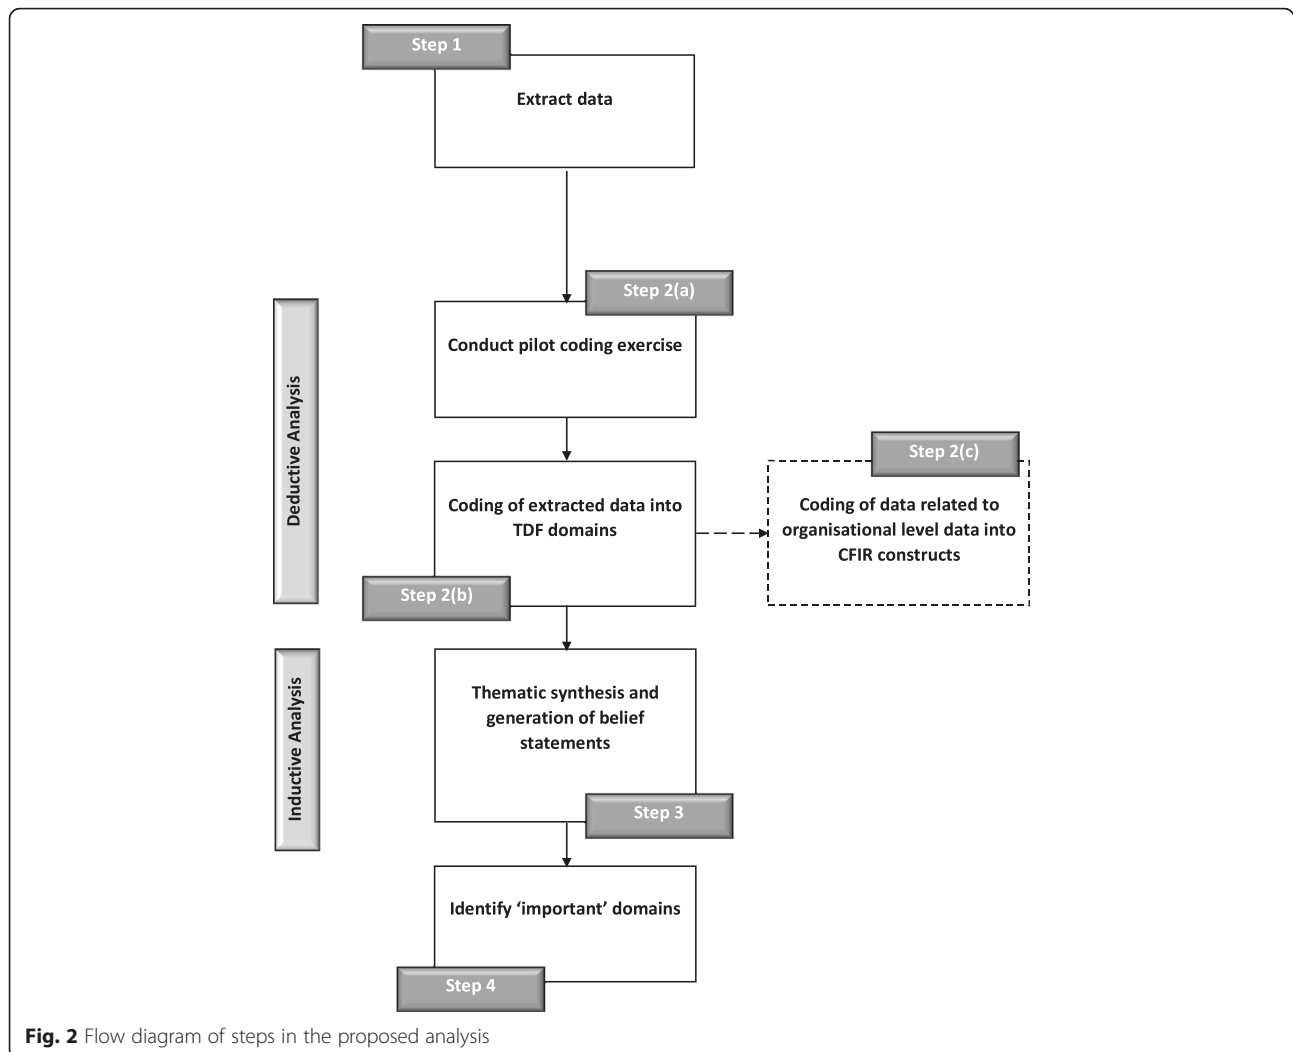 Step 1
Extract data
Step 2(a)
Conduct pilot coding exercise
Deductive Analysis
Step 2(c)
Coding of extracted data into
TDF domains
Coding of data related to
organisational level data into
CFIR constructs
Step 2(b)
Inductive Analysis
Thematic synthesis and
generation of belief
statements
Step 3
Identify ‘important’ domains
Step 4
Fig. 2 Flow diagram of steps in the proposed analysis